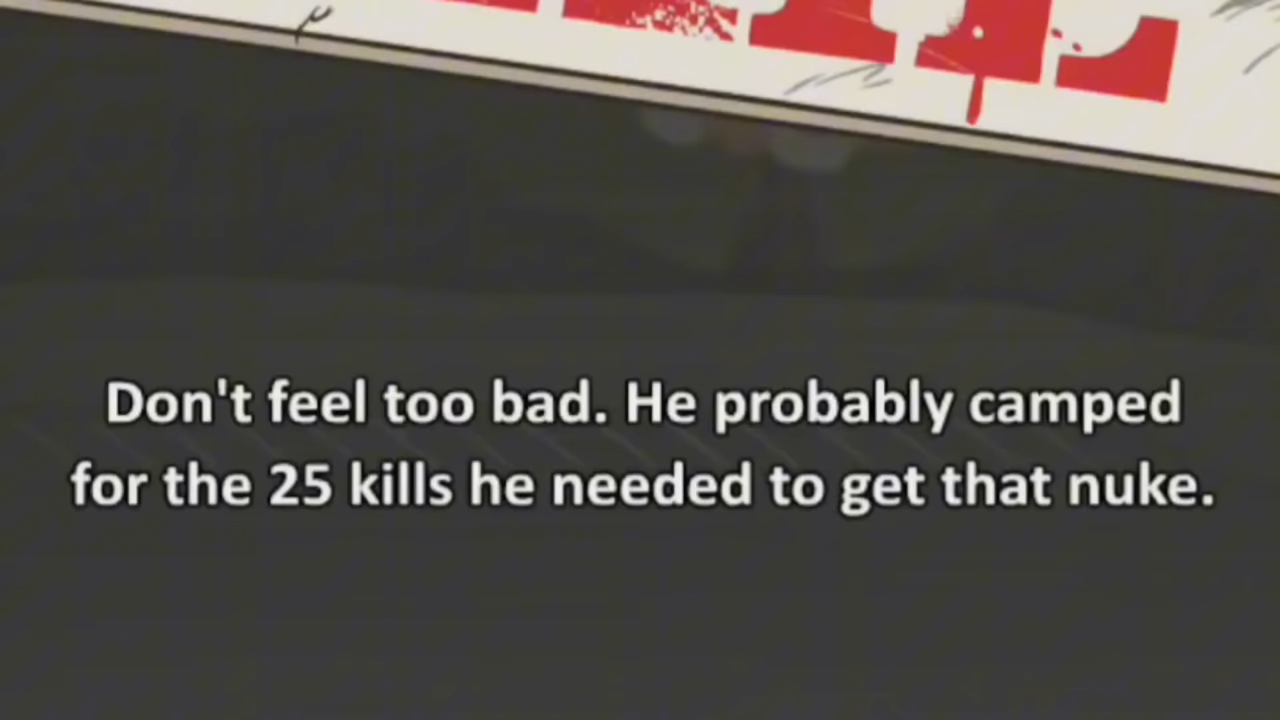 Don't feel too bad. He probably camped
for the 25 kills he needed to get that nuke.